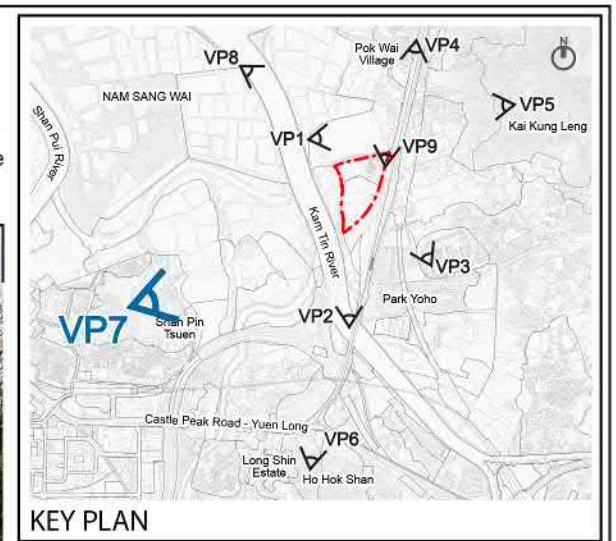 N
Pok Wai
Village
VP4
VP8
NAM SANG WAI
VP5
Kai Kung Leng
Shan Pui River
VP1
VP9
Kam Tin River
VP3
Park Yoho
VP7
Shan Pin
Tsuen
VP2
Castle Peak Road - Yuen Long
VP6
Long Shin
Estate
Ho Hok Shan
KEY PLAN